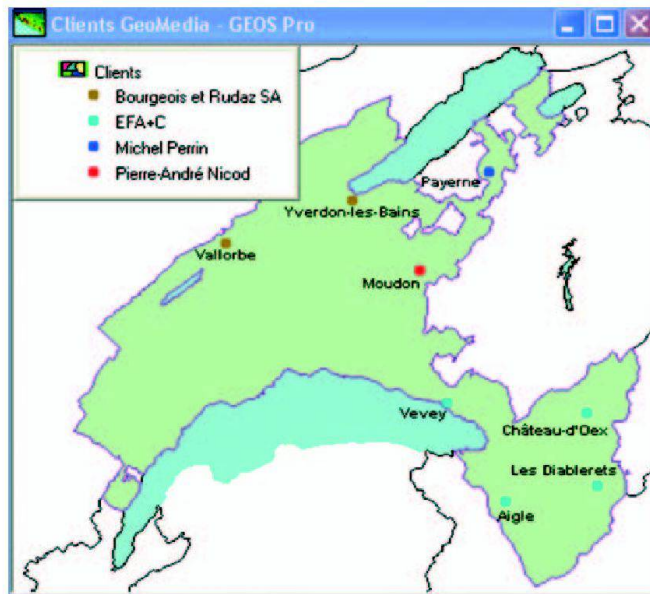 Clients GeoMedia - GEOS Pro
Clients
Bourgeois et Rudaz SA
EFA+C
Michel Perrin
Pierre-André Nicod
Payerne
Yverdon-les-Bains
Vallorbe
Moudon
Vevey
Château-d'Oex
Les Diablerets
Aigle